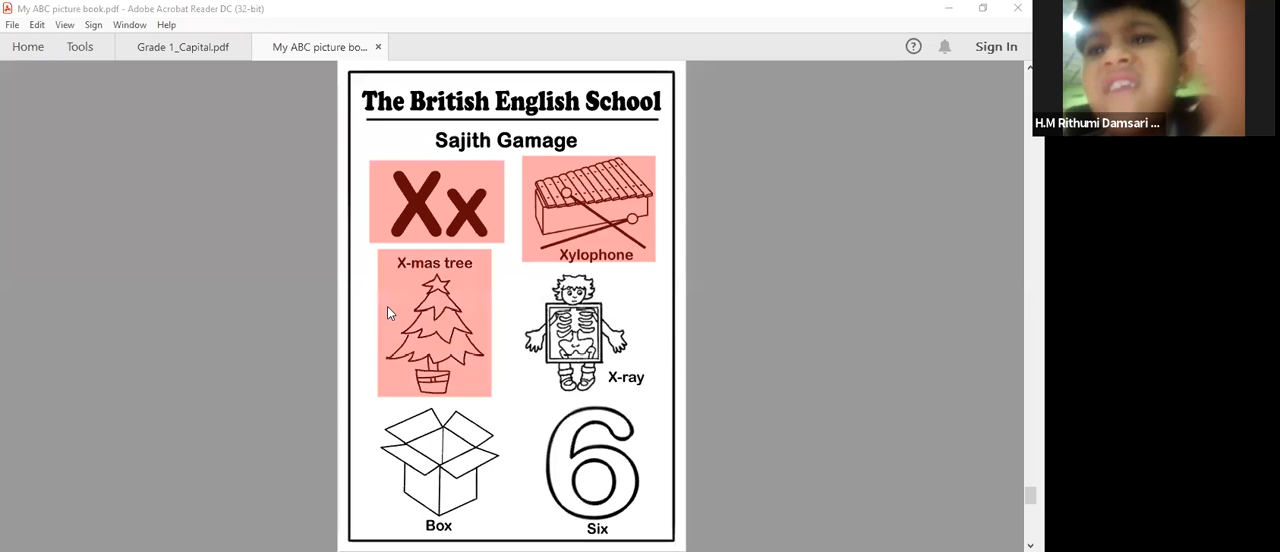 My ABC picture book.pdf - Adobe Acrobat Reader DC (32-bit)
File Edit View Sign Window Help
Home Tools Grade 1_Capital.pdf My ABC picture bo... × Sign In
H.M Rithumi Damsari ...
The British English School
Sajith Gamage
Xx
Xylophone
X-mas tree
X-ray
6
Box
Six